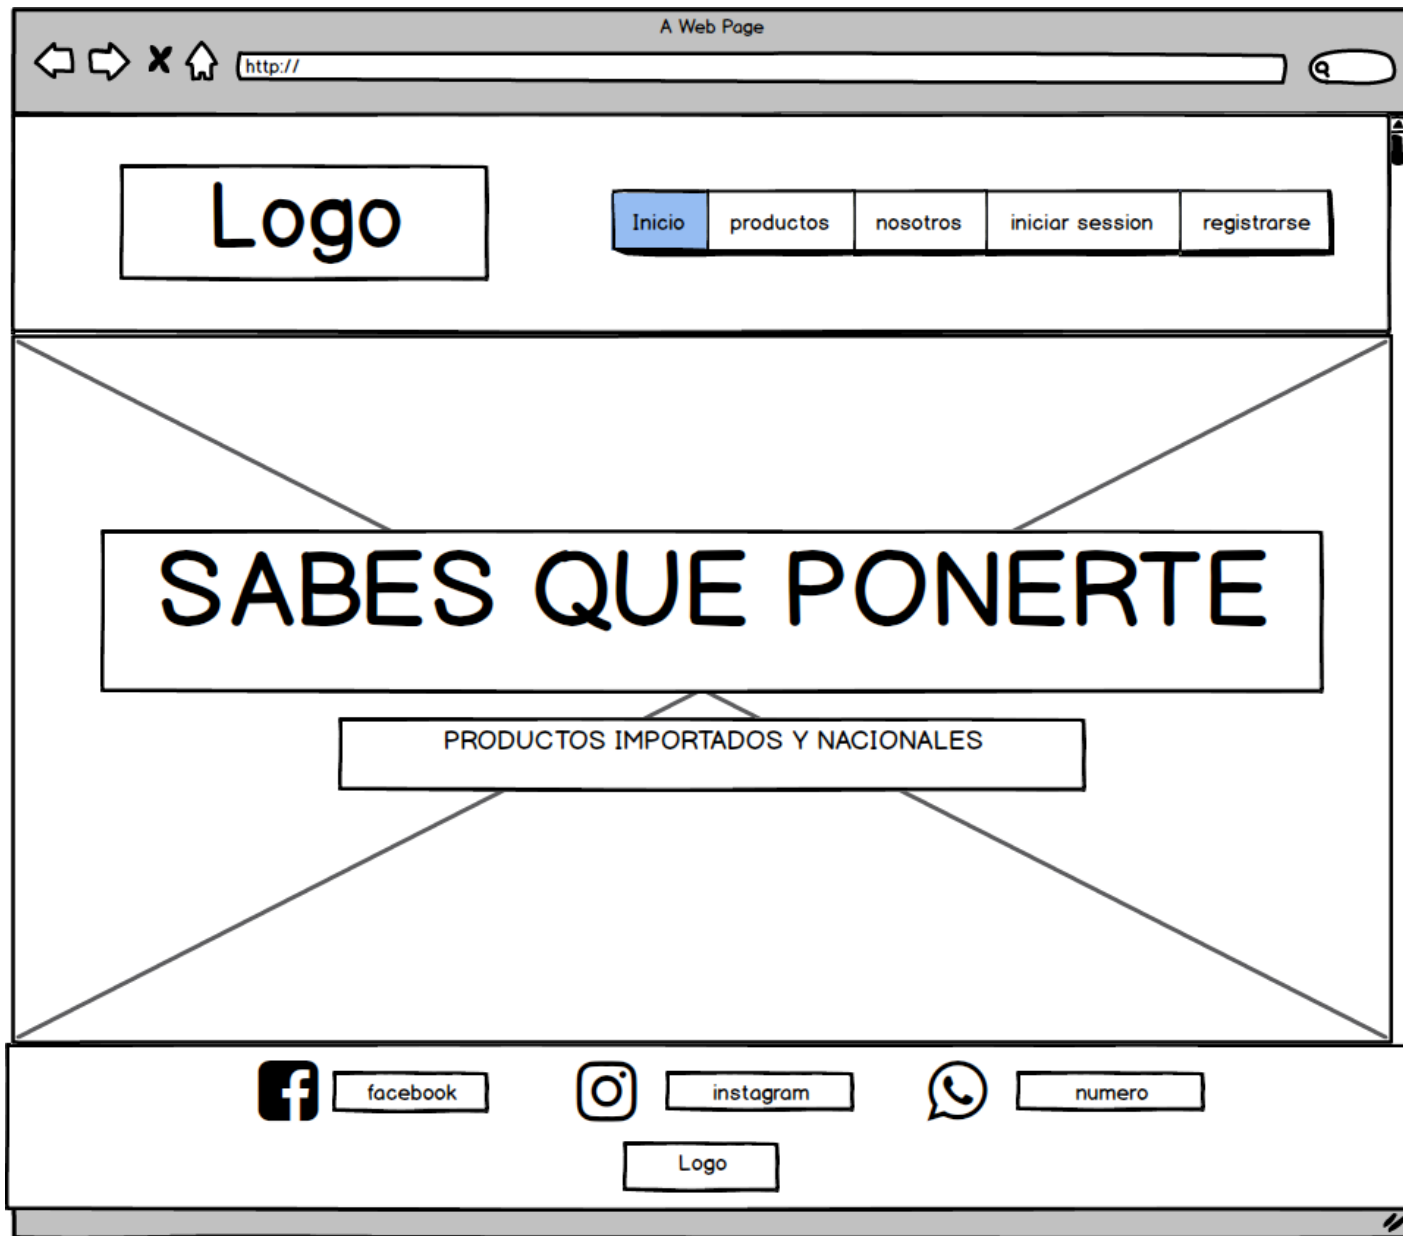 A Web Page
http://
Logo
Inicio productos nosotros iniciar session registrarse
SABES QUE PONERTE
PRODUCTOS IMPORTADOS Y NACIONALES
facebook instagram numero
Logo